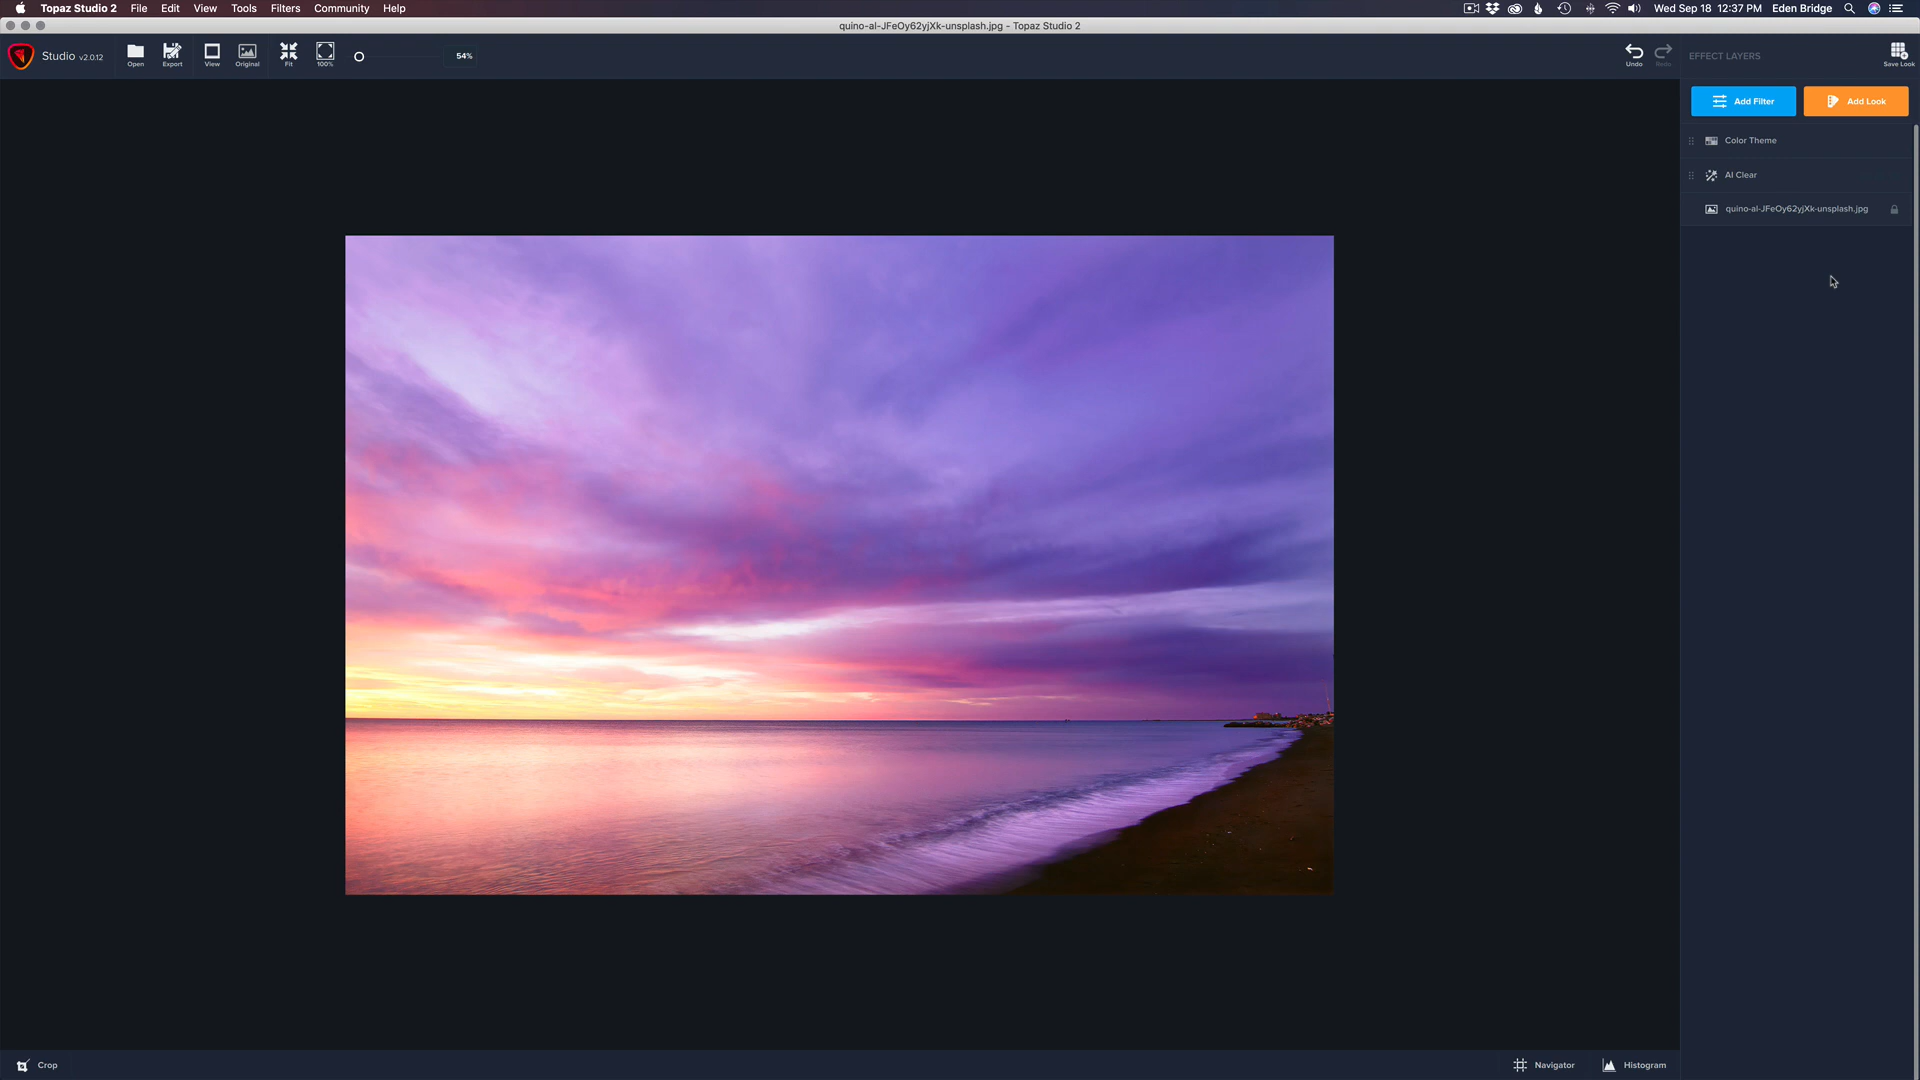 Topaz Studio 2 File Edit View Tools Filters Community Help
Wed Sep 18 12:37 PM Eden Bridge
quino-al-JFeOy62yjXk-unsplash.jpg - Topaz Studio 2
Studio v2.0.12
Open
Export
View
Original
Fit
100%
54%
Undo
Redo
EFFECT LAYERS
Save Look
Add Filter
Add Look
Color Theme
AI Clear
quino-al-JFeOy62yjXk-unsplash.jpg
Crop
Navigator
Histogram